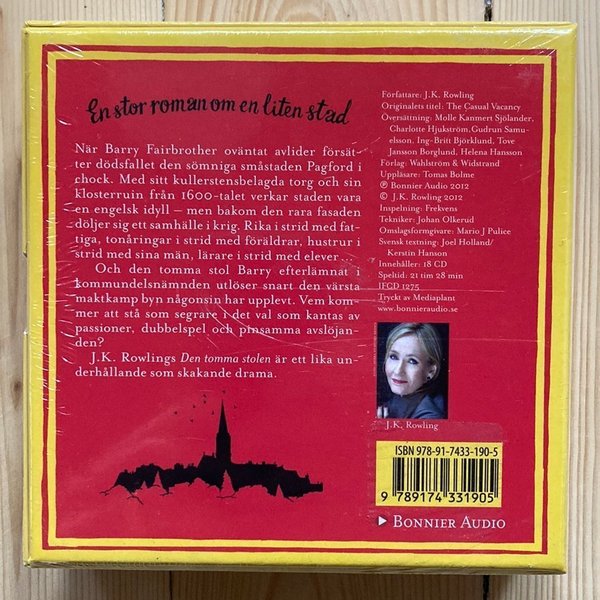 En stor roman om en liten stad
När Barry Fairbrother oväntat avlider försät-
ter dödsfallet den sömniga småstaden Pagford i
chock. Med sitt kullerstensbelagda torg och sin
klosterruin från 1600-talet verkar staden vara
en engelsk idyll – men bakom den rara fasaden
döljer sig ett samhälle i krig. Rika i strid med fat-
tiga, tonåringar i strid med föräldrar, hustrur i
strid med sina män, lärare i strid med elever...
Och den tomma stol Barry efterlämnat i
kommundelsnämnden utlöser snart den värsta
maktkamp byn någonsin har upplevt. Vem kom-
mer att stå som segrare i det val som kantas av
passioner, dubbelspel och pinsamma avslöjan-
den?
J.K. Rowlings Den tomma stolen är ett lika un-
derhållande som skakande drama.
Författare: J.K. Rowling
Originalets titel: The Casual Vacancy
Översättning: Molle Kanmert Sjölander,
Charlotte Hjukström, Gudrun Samu-
elsson, Ing-Britt Björklund, Tove
Jansson Borglund, Helena Hansson
Förlag: Wahlström & Widstrand
Uppläsare: Tomas Bolme
℗ Bonnier Audio 2012
© J.K. Rowling 2012
Inspelning: Frekvens
Tekniker: Johan Olkerud
Omslagsformgivare: Mario J Pulice
Svensk textning: Joel Holland/
Kerstin Hanson
Innehåller: 18 CD
Speltid: 21 tim 28 min
IFCD 1275
Tryckt av Mediaplant
www.bonnieraudio.se
J.K. Rowling
ISBN 978-91-7433-190-5
9 789174 331905
Bonnier Audio